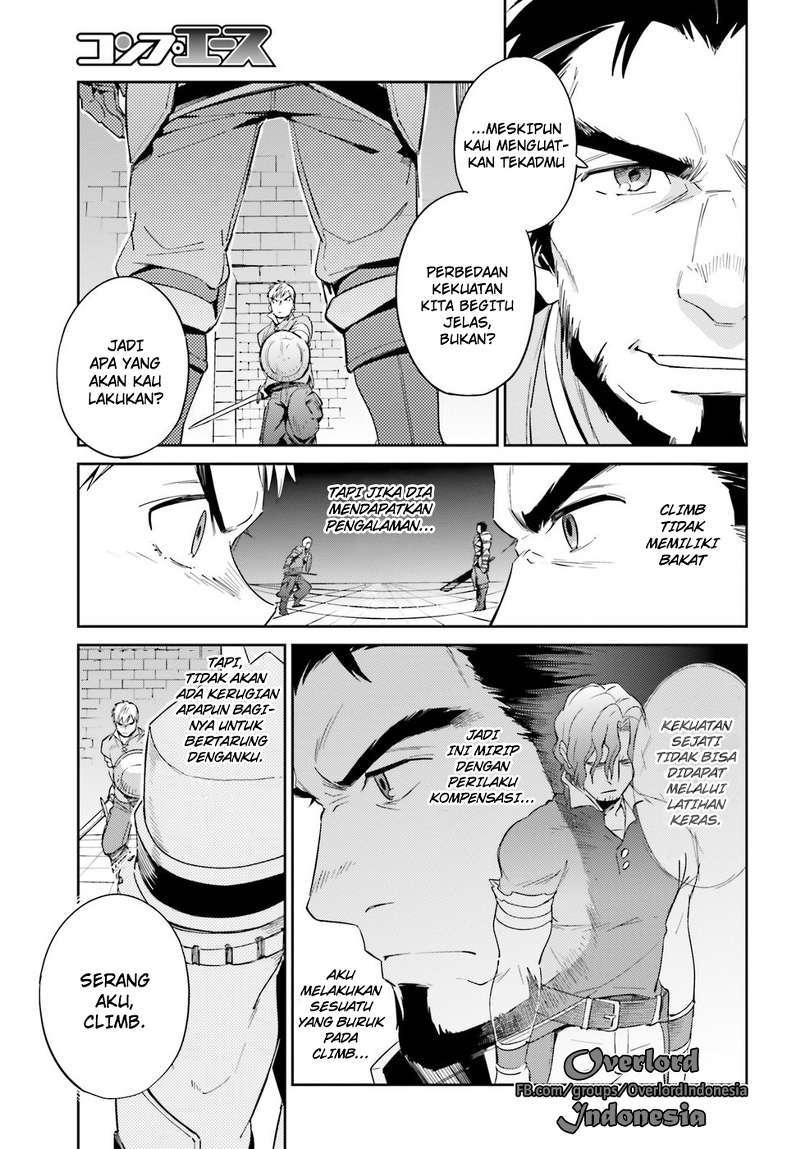 コンプエース
...MESKIPUN
KAU MENGUAT-
KAN TEKADMU
PERBEDAAN
KEKUATAN
KITA BEGITU
JELAS,
BUKAN?
JADI
APA YANG
AKAN KAU
LAKUKAN?
CLIMB
TIDAK
MEMILIKI
BAKAT
TAPI JIKA DIA
MENDAPATKAN
PENGALAMAN...
KEKUATAN
SEJATI
TIDAK BISA
DIDAPAT
MELALUI
LATIHAN
KERAS.
JADI
INI MIRIP
DENGAN
PERILAKU
KOMPENSASI...
AKU
MELAKUKAN
SESUATU
YANG BURUK
PADA
CLIMB...
TAPI,
TIDAK AKAN
ADA KERUGIAN
APAPUN BAGI-
NYA UNTUK
BERTARUNG
DENGANKU.
SERANG
AKU,
CLIMB.
Overlord
FB.com/groups/OverlordIndonesia
Indonesia